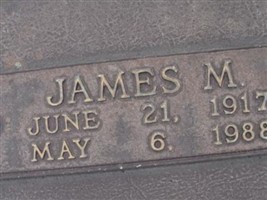 JAMES M.
JUNE 21, 1917
MAY 6. 1988